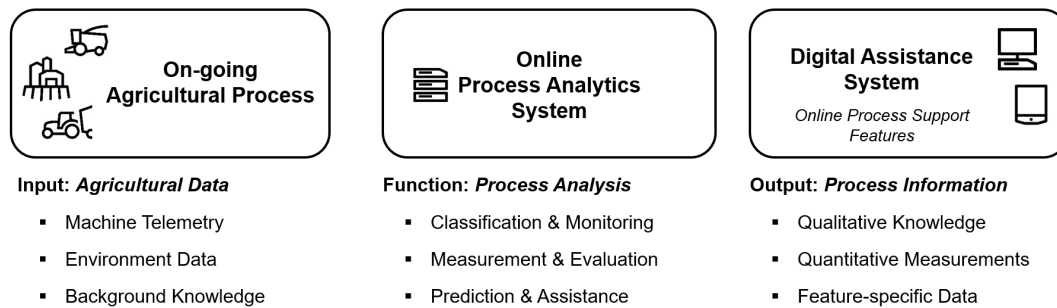 On-going
Agricultural Process
Online
Process Analytics
System
Digital Assistance
System
Online Process Support
Features
Input: Agricultural Data
▪ Machine Telemetry
▪ Environment Data
▪ Background Knowledge
Function: Process Analysis
▪ Classification & Monitoring
▪ Measurement & Evaluation
▪ Prediction & Assistance
Output: Process Information
▪ Qualitative Knowledge
▪ Quantitative Measurements
▪ Feature-specific Data